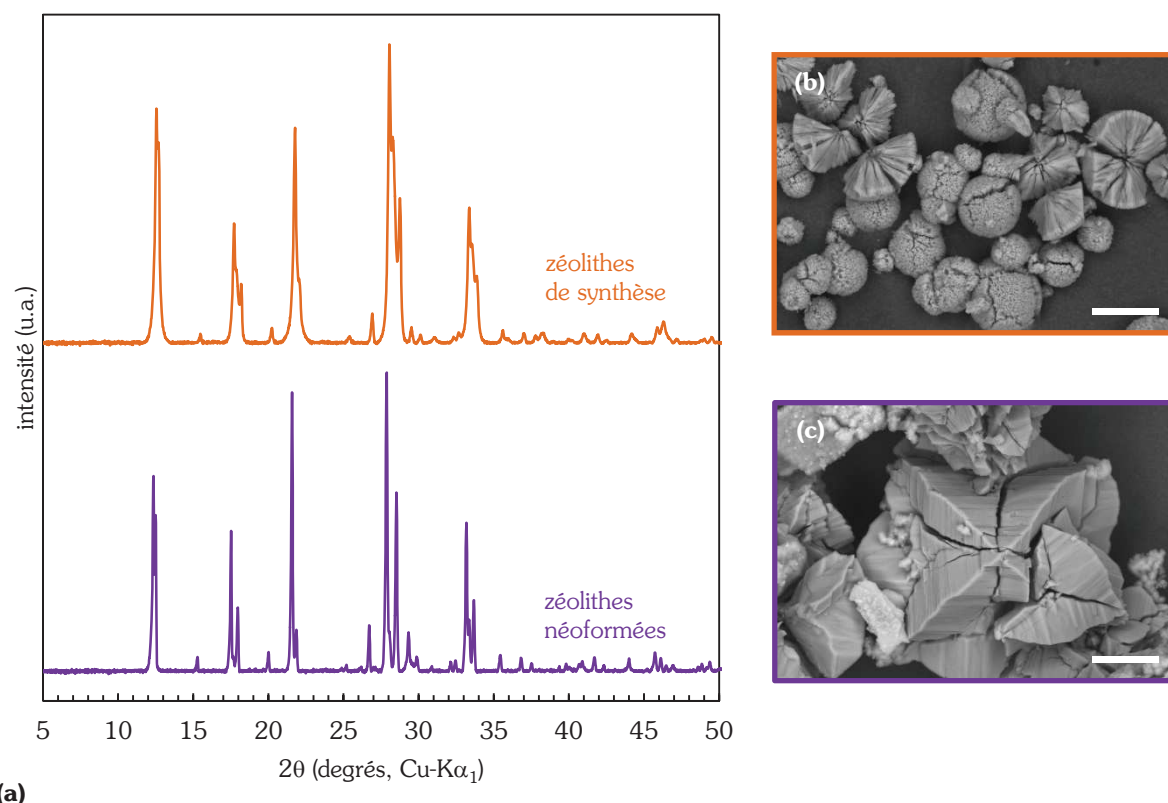 intensité (u.a.)
zéolithes
de synthèse
zéolithes
néoformées
5 10 15 20 25 30 35 40 45 50
2θ (degrés, Cu-Kα₁)
(a)
(b)
(c)